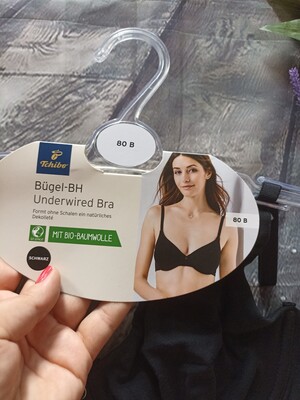 80 B
Tchibo
Bügel-BH
Underwired Bra
Formt ohne Schalen ein natürliches
Dekolleté
80 B
MIT BIO-BAUMWOLLE
SCHWARZ